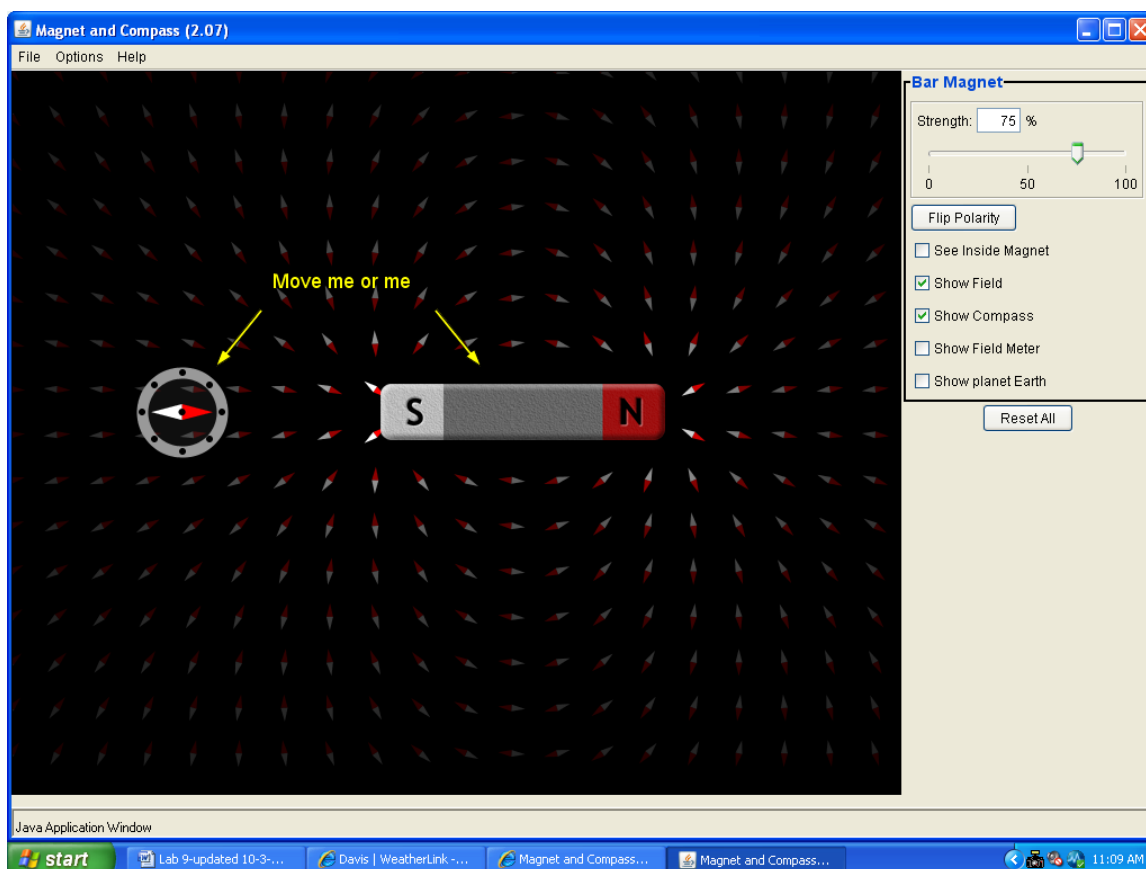 Magnet and Compass (2.07)
File Options Help
Bar Magnet
Strength: 75 %
0 50 100
Flip Polarity
See Inside Magnet
Show Field
Show Compass
Show Field Meter
Show planet Earth
Reset All
Move me or me
S N
Java Application Window
start Lab 9-updated 10-3-... Davis | WeatherLink -... Magnet and Compass... Magnet and Compass... 11:09 AM